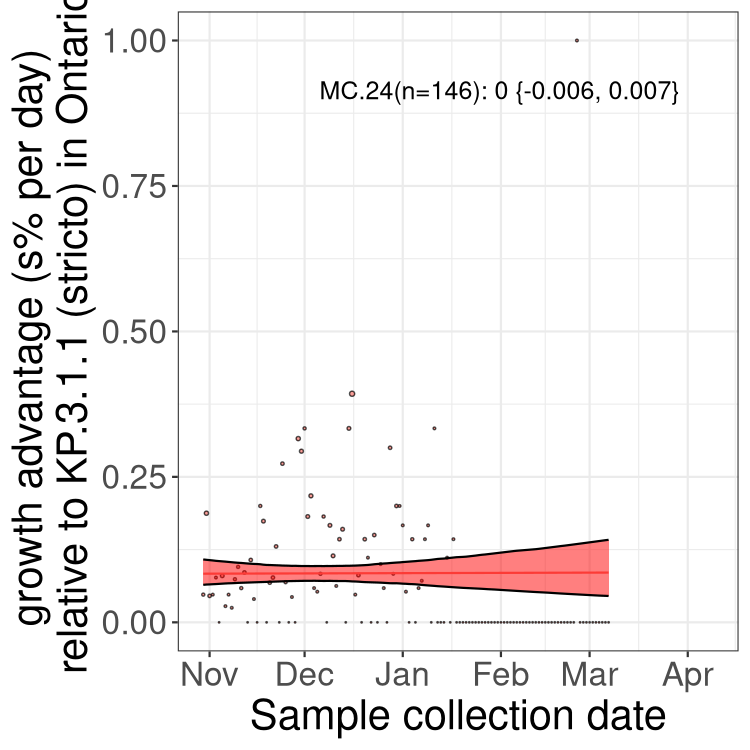 growth advantage (s% per day)
relative to KP.3.1.1 (stricto) in Ontario
1.00
0.75
0.50
0.25
0.00
MC.24(n=146): 0 {-0.006, 0.007}
Nov Dec Jan Feb Mar Apr
Sample collection date